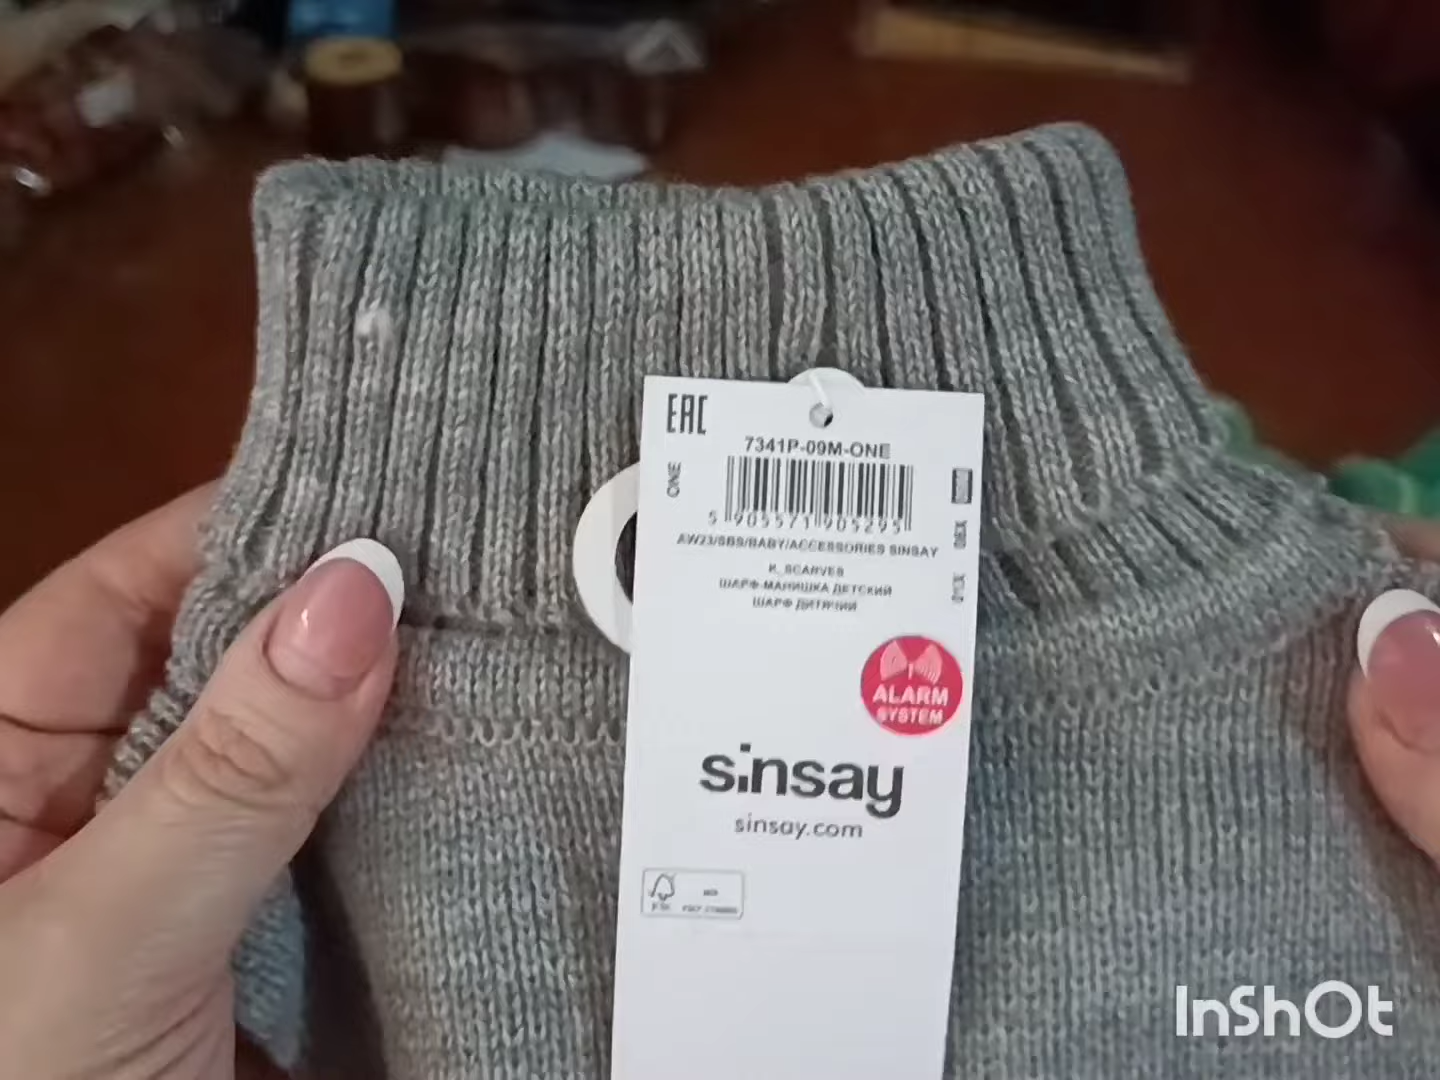 EAC
7341P-09M-ONE
ONE
5 905571 905295
AW23/SBS/BABY/ACCESSORIES SINSAY
K_SCARVES
ШАРФ-МАНИШКА ДЕТСКИЙ
ШАРФ ДИТЯЧИЙ
09X
ALARM
SYSTEM
sinsay
sinsay.com
InShOt